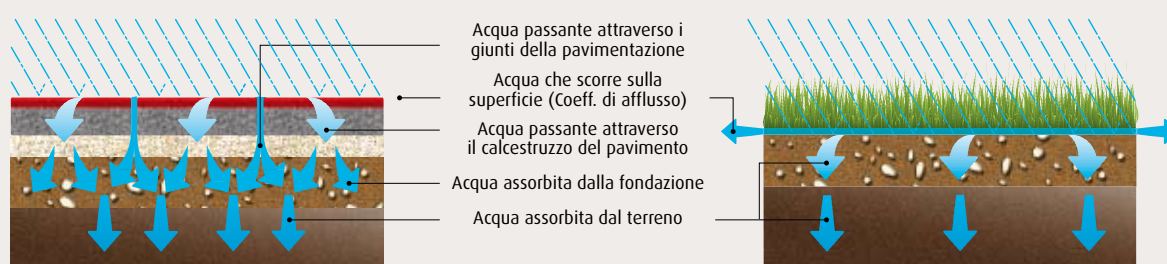 Acqua passante attraverso i
giunti della pavimentazione
Acqua che scorre sulla
superficie (Coeff. di afflusso)
Acqua passante attraverso
il calcestruzzo del pavimento
Acqua assorbita dalla fondazione
Acqua assorbita dal terreno